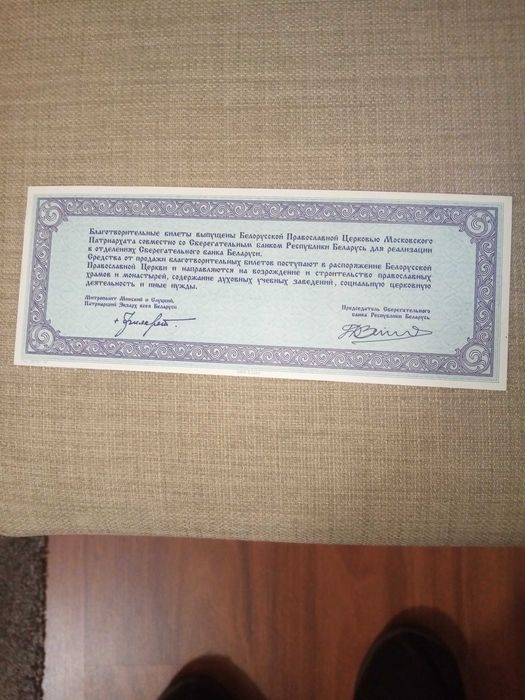 Благотворительные билеты выпущены Белорусской Православной Церковью Московского
Патриархата совместно со Сберегательным банком Республики Беларусь для реализации
в отделениях Сберегательного банка Беларуси.
Средства от продажи благотворительных билетов поступают в распоряжение Белорусской
Православной Церкви и направляются на возрождение и строительство православных
храмов и монастырей, содержание духовных учебных заведений, социальную церковную
деятельность и иные нужды.
Митрополит Минский и Слуцкий,
Патриарший Экзарх всея Беларуси
Председатель Сберегательного
банка Республики Беларусь